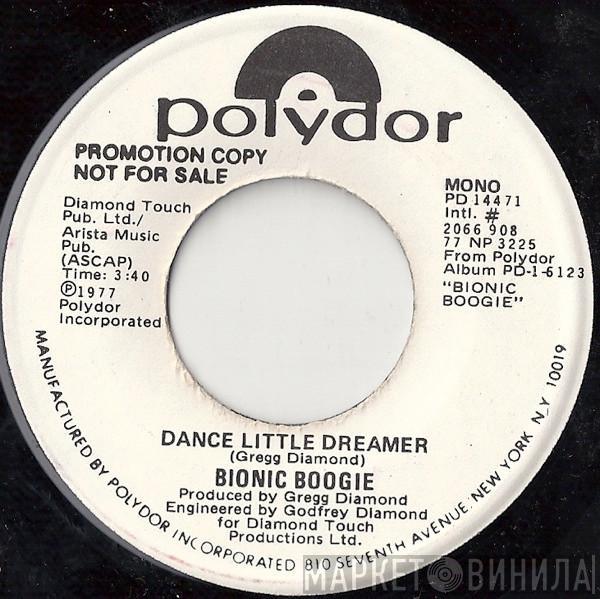 polydor
PROMOTION COPY
NOT FOR SALE
Diamond Touch
Pub. Ltd./
Arista Music
Pub.
(ASCAP)
Time: 3:40
Ⓟ1977
Polydor
Incorporated
MONO
PD 14471
Intl. #
2066 908
77 NP 3225
From Polydor
Album PD-1-6123
"BIONIC
BOOGIE"
DANCE LITTLE DREAMER
(Gregg Diamond)
BIONIC BOOGIE
Produced by Gregg Diamond
Engineered by Godfrey Diamond
for Diamond Touch
Productions Ltd.
MANUFACTURED BY POLYDOR INCORPORATED 810 SEVENTH AVENUE NEW YORK, N.Y. 10019
МАРКЕТ ВИНИЛА